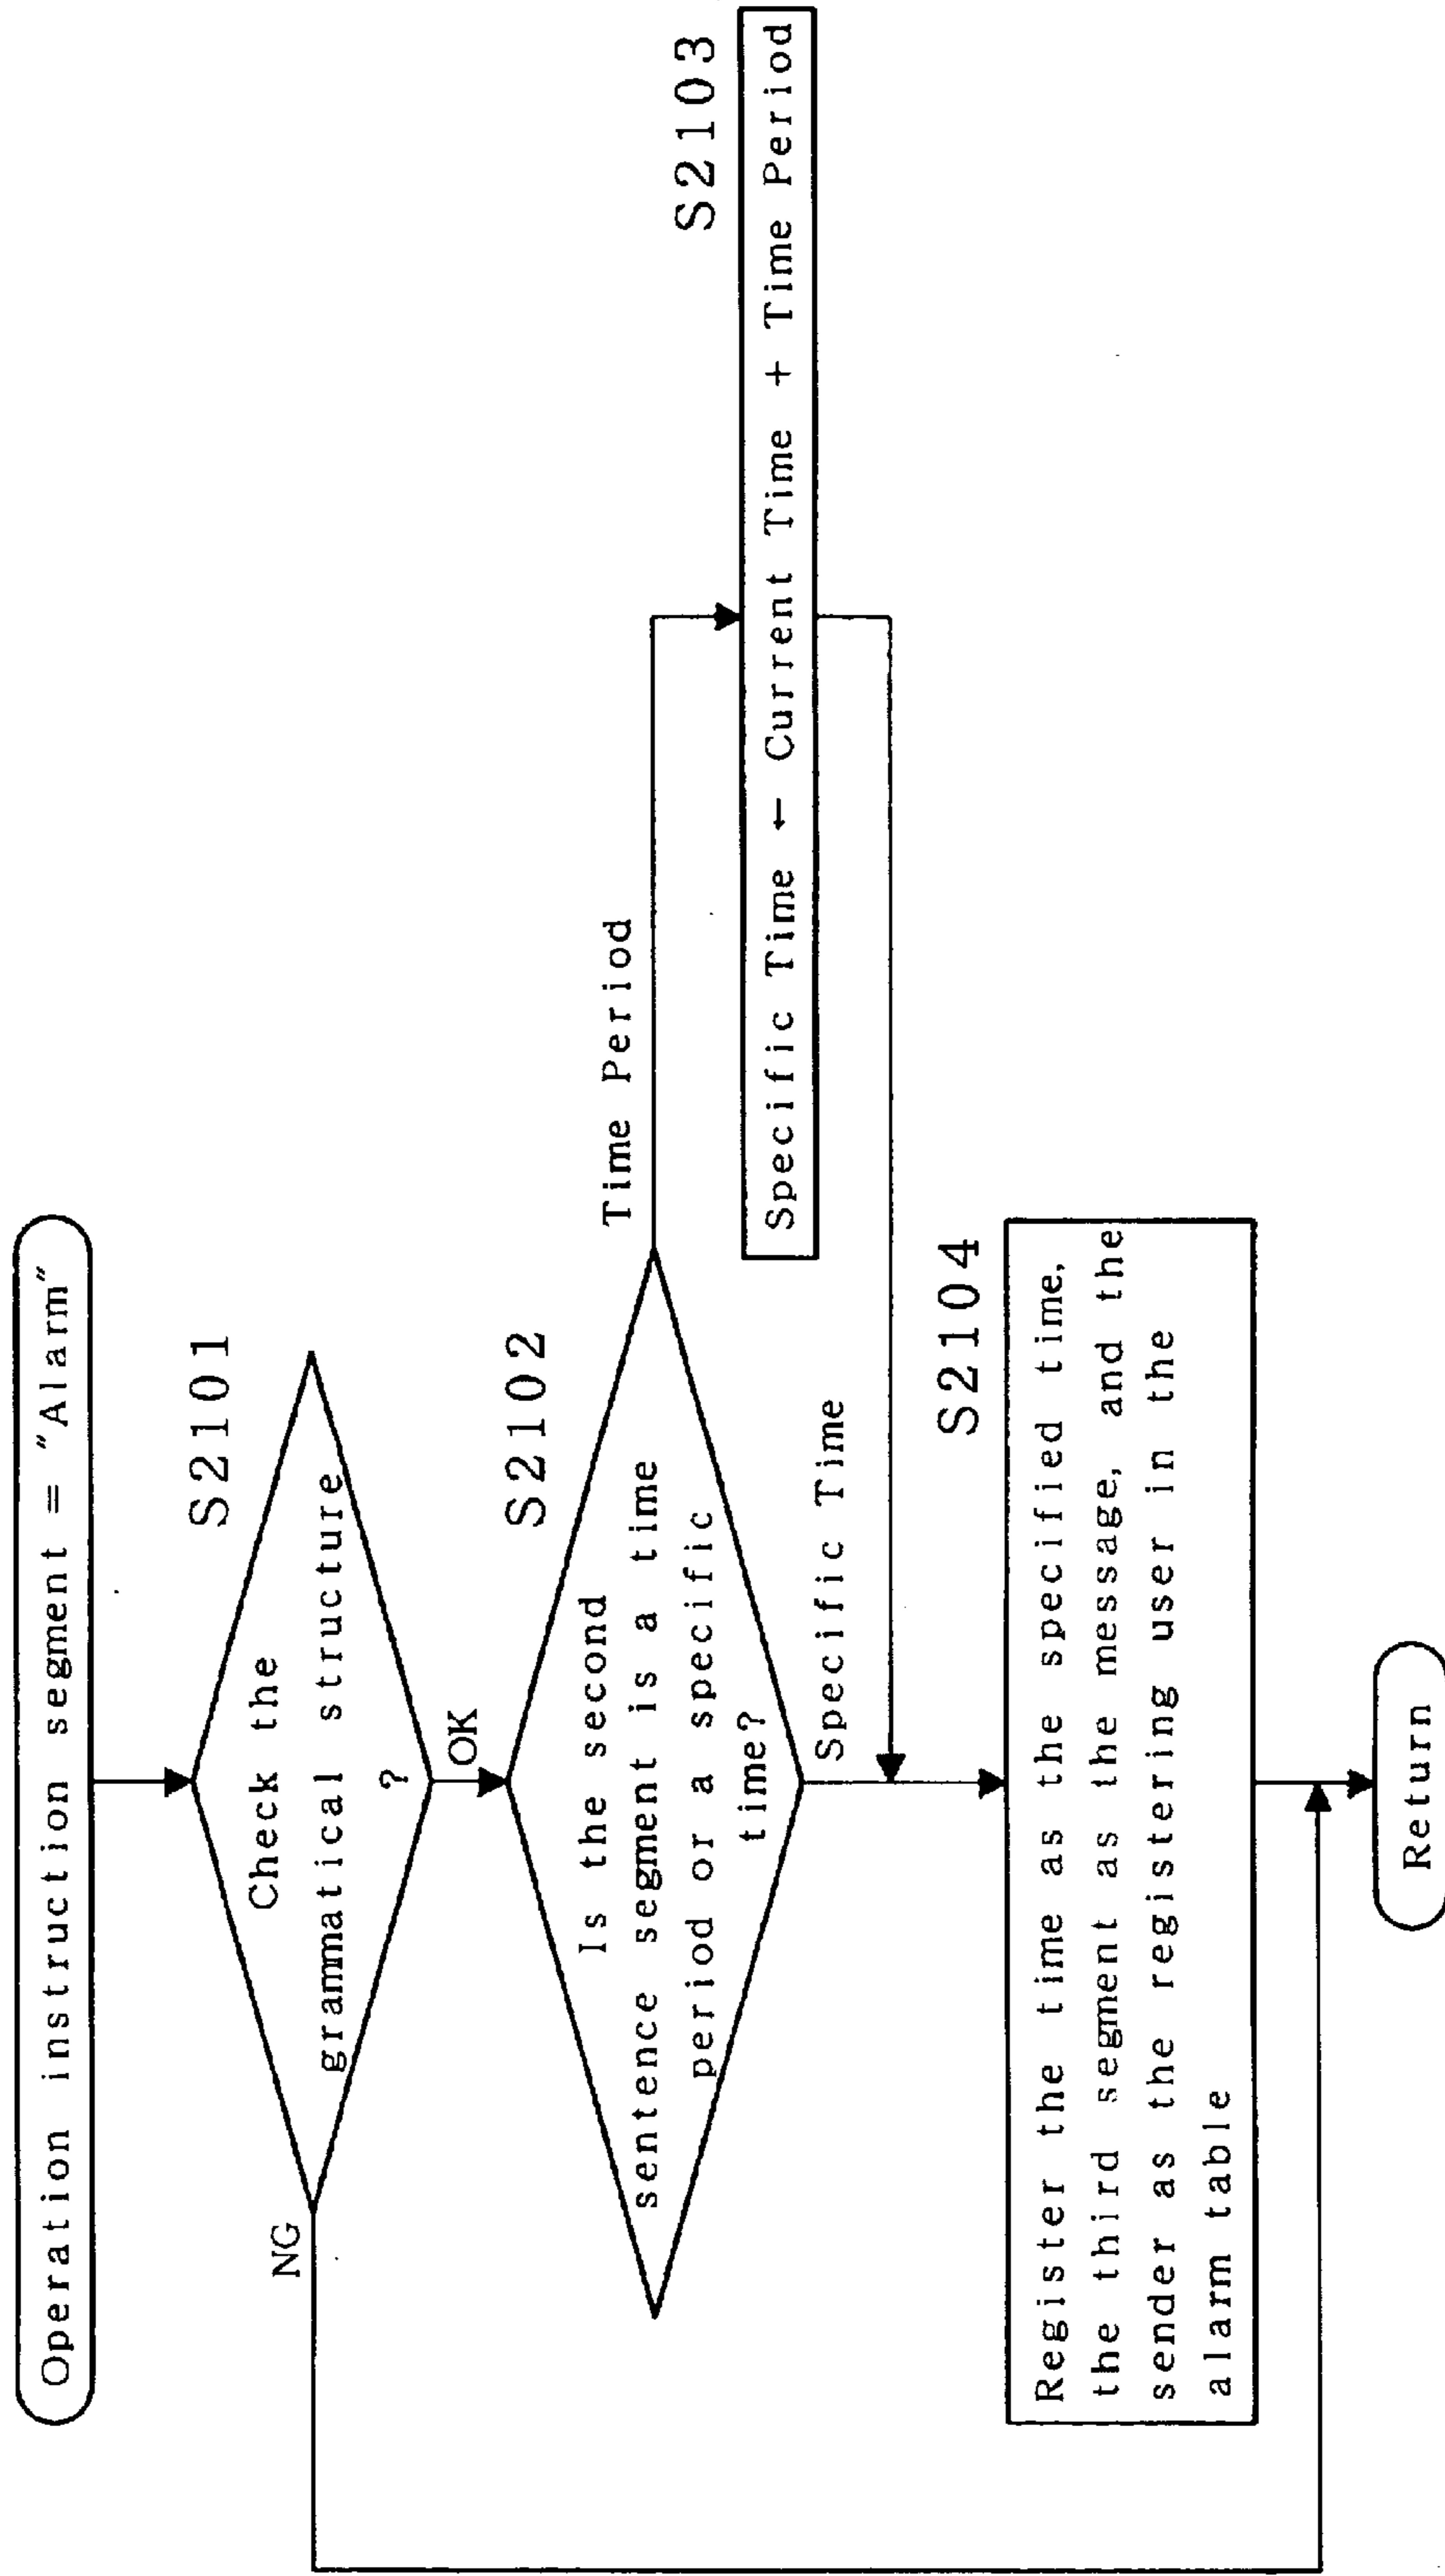 Operation instruction segment = "Alarm"
S2101
Check the
grammatical structure
?
NG
OK
S2102
Is the second
sentence segment is a time
period or a specific
time?
Time Period
S2103
Specific Time ← Current Time + Time Period
Specific Time
S2104
Register the time as the specified time,
the third segment as the message, and the
sender as the registering user in the
alarm table
Return